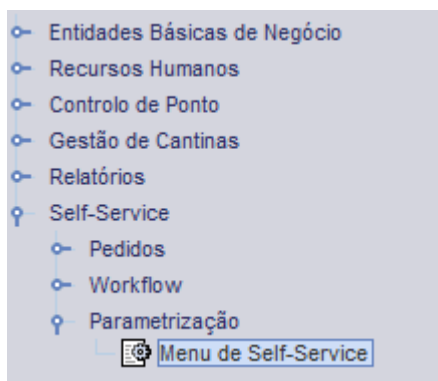 Entidades Básicas de Negócio
Recursos Humanos
Controlo de Ponto
Gestão de Cantinas
Relatórios
Self-Service
Pedidos
Workflow
Parametrização
Menu de Self-Service